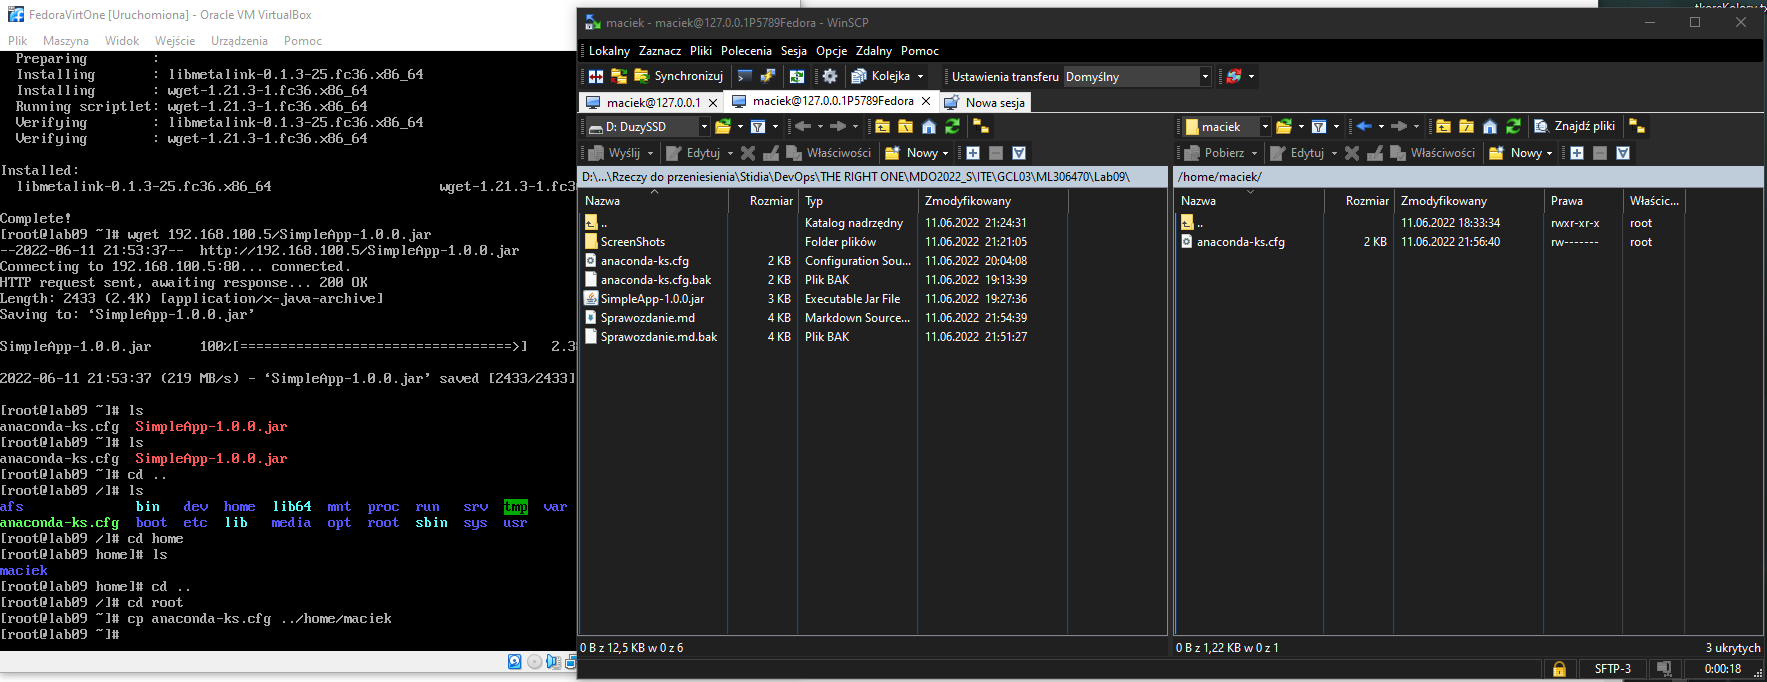 FedoraVirtOne [Uruchomiona] - Oracle VM VirtualBox
Plik Maszyna Widok Wejście Urządzenia Pomoc
Preparing :
Installing : libmetalink-0.1.3-25.fc36.x86_64
Installing : wget-1.21.3-1.fc36.x86_64
Running scriptlet: wget-1.21.3-1.fc36.x86_64
Verifying : libmetalink-0.1.3-25.fc36.x86_64
Verifying : wget-1.21.3-1.fc36.x86_64
Installed:
libmetalink-0.1.3-25.fc36.x86_64 wget-1.21.3-1.fc3
Complete!
[root@lab09 ~]# wget 192.168.100.5/SimpleApp-1.0.0.jar
--2022-06-11 21:53:37-- http://192.168.100.5/SimpleApp-1.0.0.jar
Connecting to 192.168.100.5:80... connected.
HTTP request sent, awaiting response... 200 OK
Length: 2433 (2.4K) [application/x-java-archive]
Saving to: ‘SimpleApp-1.0.0.jar’
SimpleApp-1.0.0.jar 100%[===================================>] 2.3
2022-06-11 21:53:37 (219 MB/s) - ‘SimpleApp-1.0.0.jar’ saved [2433/2433]
[root@lab09 ~]# ls
anaconda-ks.cfg SimpleApp-1.0.0.jar
[root@lab09 ~]# ls
anaconda-ks.cfg SimpleApp-1.0.0.jar
[root@lab09 ~]# cd ..
[root@lab09 /]# ls
afs bin dev home lib64 mnt proc run srv tmp var
anaconda-ks.cfg boot etc lib media opt root sbin sys usr
[root@lab09 /]# cd home
[root@lab09 home]# ls
maciek
[root@lab09 home]# cd ..
[root@lab09 /]# cd root
[root@lab09 ~]# cp anaconda-ks.cfg ../home/maciek
[root@lab09 ~]#
maciek - maciek@127.0.0.1P5789Fedora - WinSCP
Lokalny Zaznacz Pliki Polecenia Sesja Opcje Zdalny Pomoc
Synchronizuj Kolejka Ustawienia transferu Domyślny
maciek@127.0.0.1 maciek@127.0.0.1P5789Fedora Nowa sesja
D: DuzySSD
Wyślij Edytuj Właściwości Nowy
D:\...\Rzeczy do przeniesienia\Stidia\DevOps\THE RIGHT ONE\MDO2022_S\ITE\GCL03\ML306470\Lab09\
Nazwa Rozmiar Typ Zmodyfikowany
.. Katalog nadrzędny 11.06.2022 21:24:31
ScreenShots Folder plików 11.06.2022 21:21:05
anaconda-ks.cfg 2 KB Configuration Sou... 11.06.2022 20:04:08
anaconda-ks.cfg.bak 2 KB Plik BAK 11.06.2022 19:13:39
SimpleApp-1.0.0.jar 3 KB Executable Jar File 11.06.2022 19:27:36
Sprawozdanie.md 4 KB Markdown Source... 11.06.2022 21:54:39
Sprawozdanie.md.bak 4 KB Plik BAK 11.06.2022 21:51:27
0 B z 12,5 KB w 0 z 6
maciek Znajdź pliki
Pobierz Edytuj Właściwości Nowy
/home/maciek/
Nazwa Rozmiar Zmodyfikowany Prawa Właścic...
.. 11.06.2022 18:33:34 rwxr-xr-x root
anaconda-ks.cfg 2 KB 11.06.2022 21:56:40 rw------- root
0 B z 1,22 KB w 0 z 1 3 ukrytych
SFTP-3 0:00:18